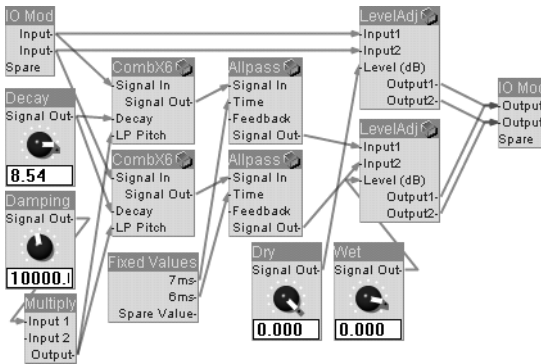 IO Mod
Input
Input
Spare
Decay
Signal Out
8.54
Damping
Signal Out
10000.
Multiply
Input 1
Input 2
Output
CombX6
Signal In
Signal Out
Decay
LP Pitch
CombX6
Signal In
Signal Out
Decay
LP Pitch
Fixed Values
7ms
6ms
Spare Value
Allpass
Signal In
Time
Feedback
Signal Out
Allpass
Signal In
Time
Feedback
Signal Out
Dry
Signal Out
0.000
Wet
Signal Out
0.000
LevelAdj
Input1
Input2
Level (dB)
Output1
Output2
LevelAdj
Input1
Input2
Level (dB)
Output1
Output2
IO Mod
Output
Output
Spare